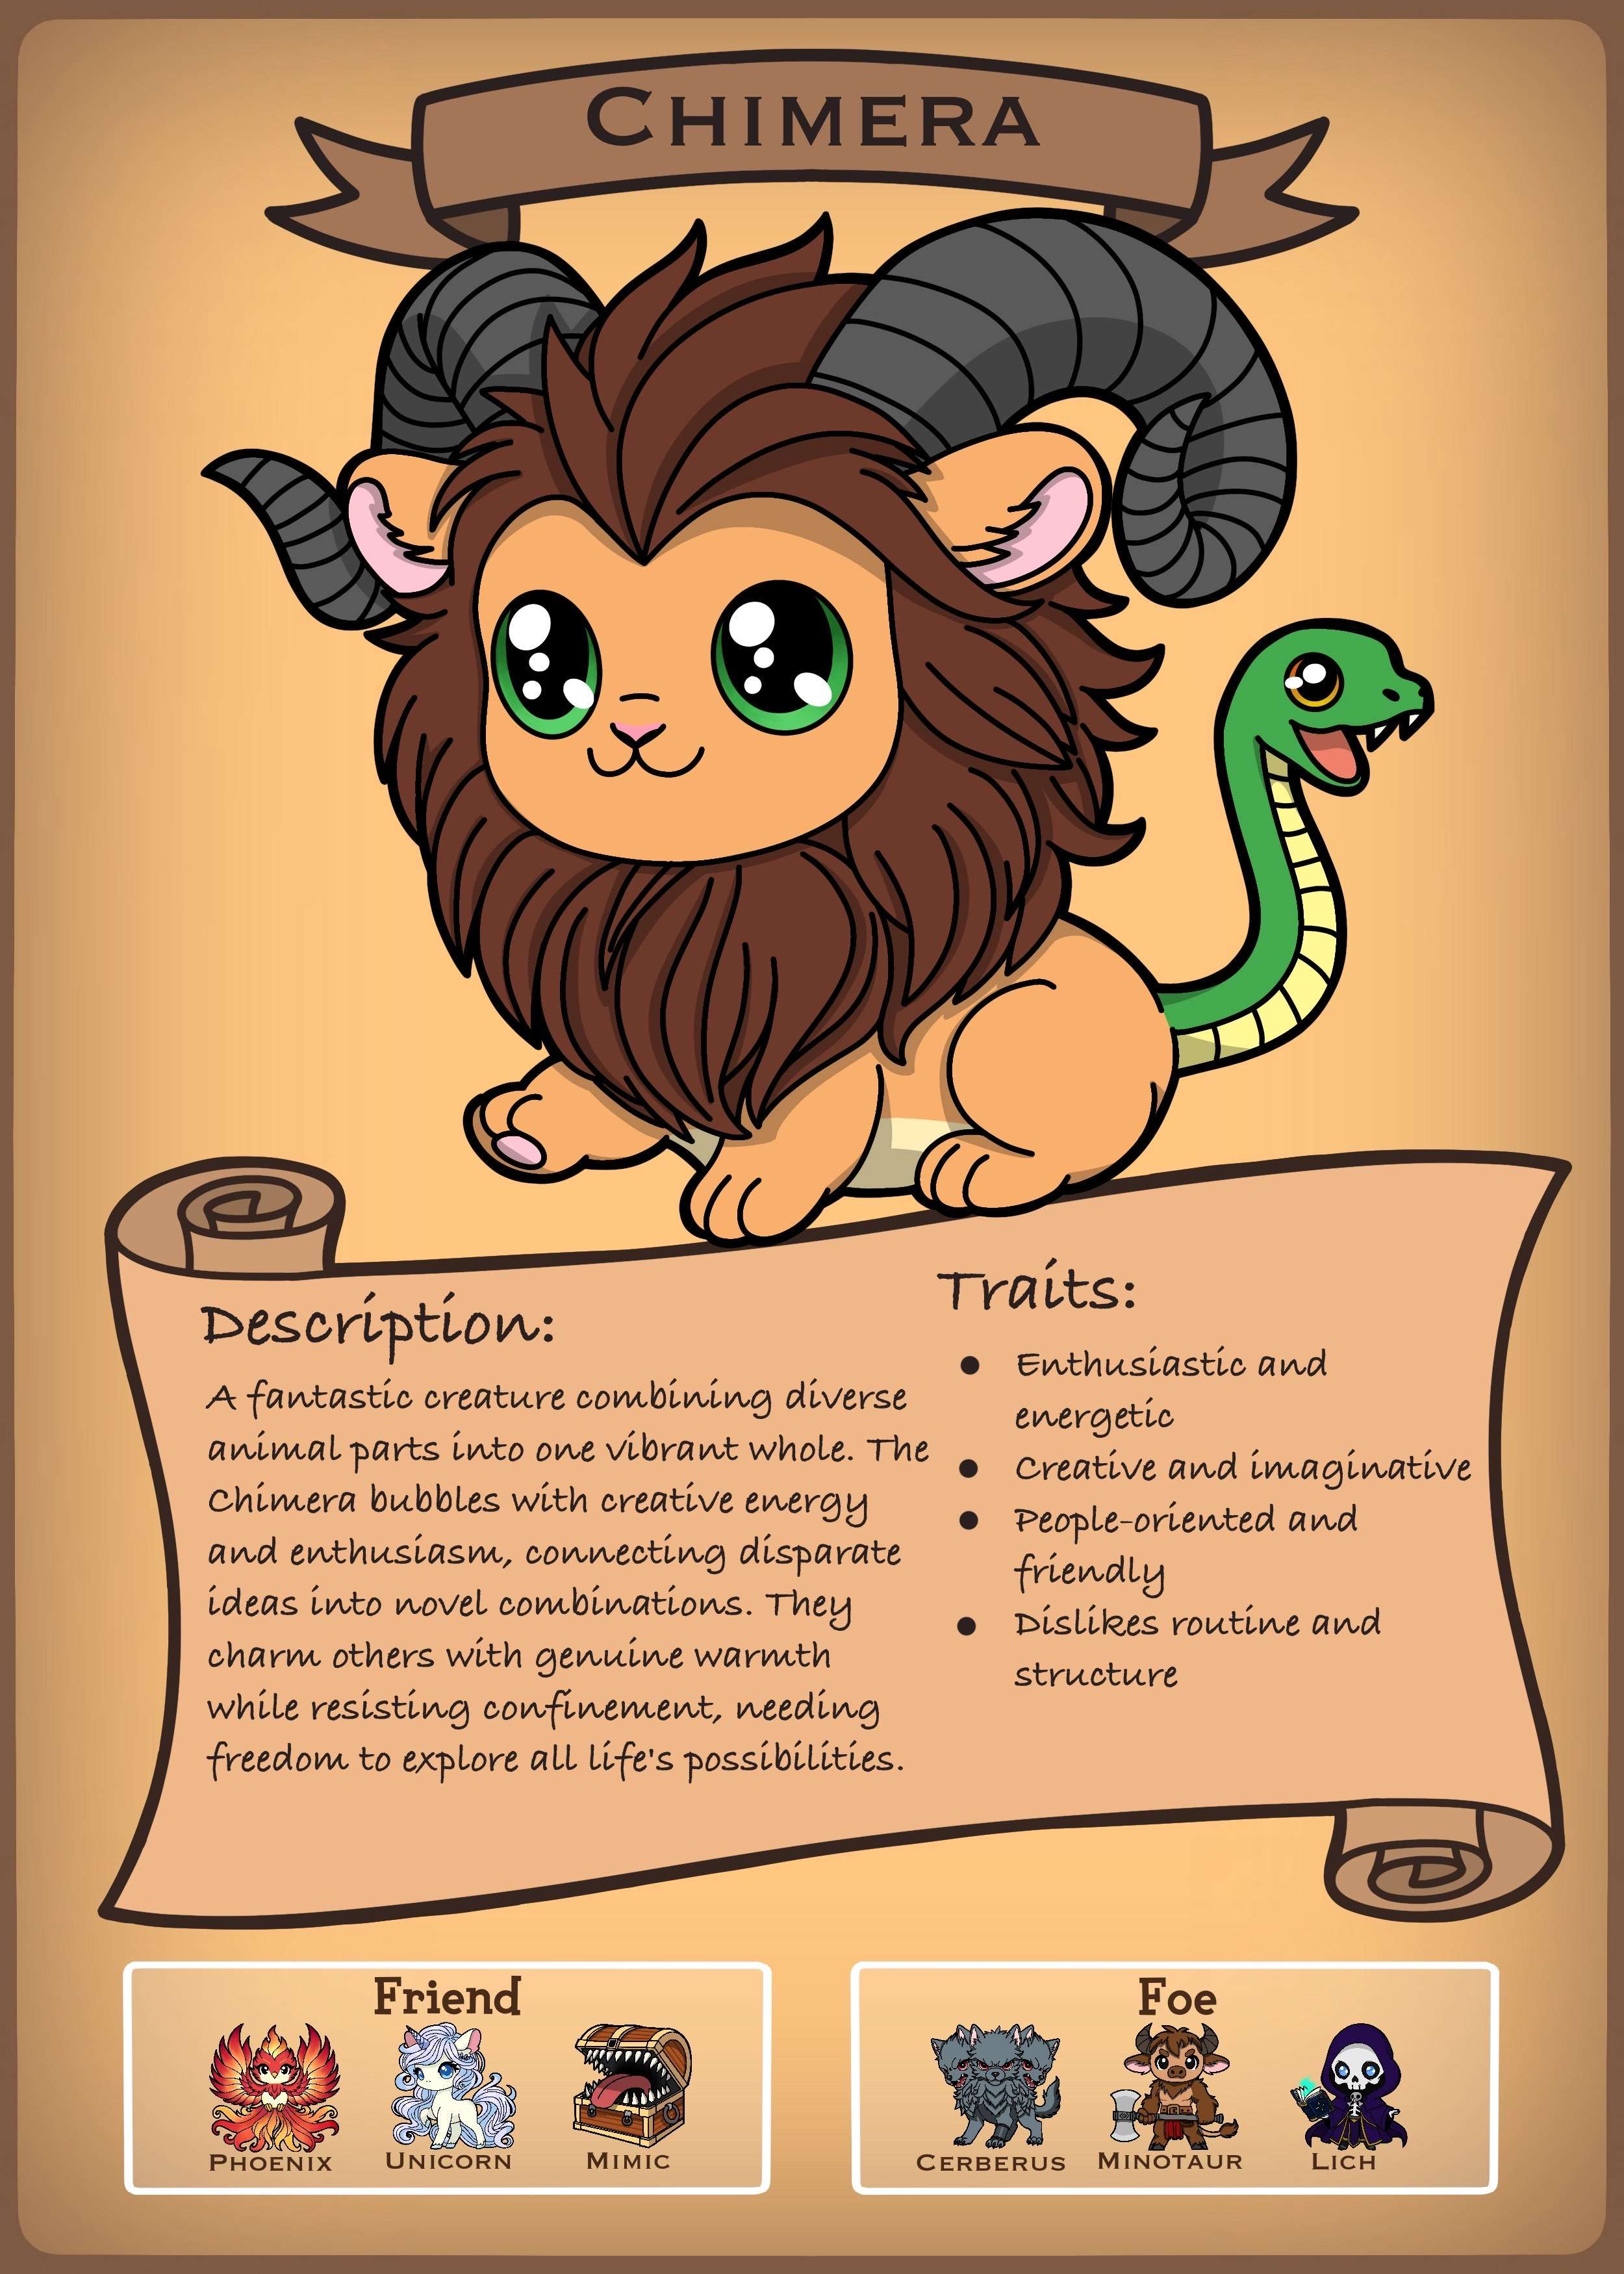 CHIMERA
Description:
A fantastic creature combining diverse
animal parts into one vibrant whole. The
Chimera bubbles with creative energy
and enthusiasm, connecting disparate
ideas into novel combinations. They
charm others with genuine warmth
while resisting confinement, needing
freedom to explore all life's possibilities.
Traits:
● Enthusiastic and
energetic
● Creative and imaginative
● People-oriented and
friendly
● Dislikes routine and
structure
Friend
PHOENIX
UNICORN
MIMIC
Foe
CERBERUS
MINOTAUR
LICH